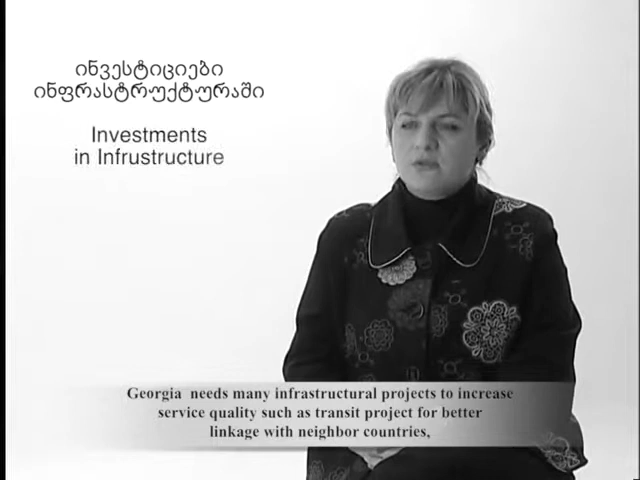 ინვესტიციები
ინფრასტრუქტურაში
Investments
in Infrustructure
Georgia needs many infrastructural projects to increase
service quality such as transit project for better
linkage with neighbor countries,